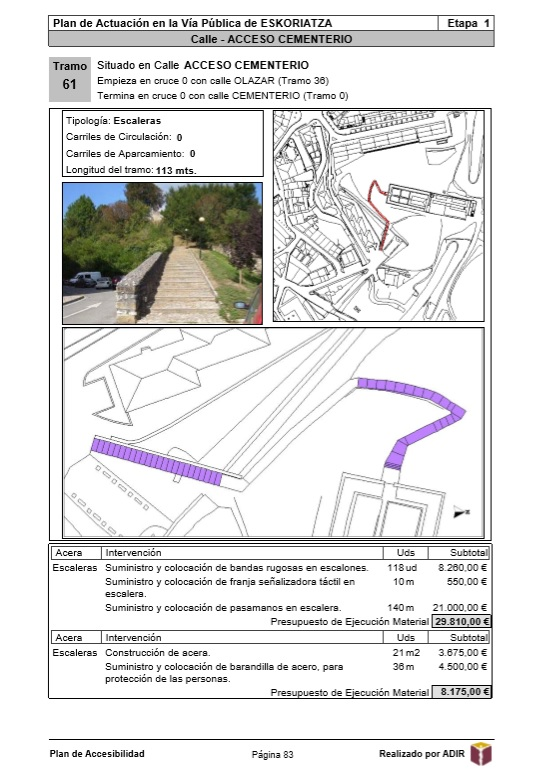 Plan de Actuación en la Vía Pública de ESKORIATZA Etapa 1
Calle - ACCESO CEMENTERIO
Tramo 61
Situado en Calle ACCESO CEMENTERIO
Empieza en cruce 0 con calle OLAZAR (Tramo 36)
Termina en cruce 0 con calle CEMENTERIO (Tramo 0)
Tipología: Escaleras
Carriles de Circulación: 0
Carriles de Aparcamiento: 0
Longitud del tramo: 113 mts.
Acera Intervención Uds Subtotal
Escaleras Suministro y colocación de bandas rugosas en escalones. 118 ud 8.260,00 €
Suministro y colocación de franja señalizadora táctil en 10 m 550,00 €
escalera.
Suministro y colocación de pasamanos en escalera. 140 m 21.000,00 €
Presupuesto de Ejecución Material 29.810,00 €
Acera Intervención Uds Subtotal
Escaleras Construcción de acera. 21 m2 3.675,00 €
Suministro y colocación de barandilla de acero, para 36 m 4.500,00 €
protección de las personas.
Presupuesto de Ejecución Material 8.175,00 €
Plan de Accesibilidad Página 83 Realizado por ADIR